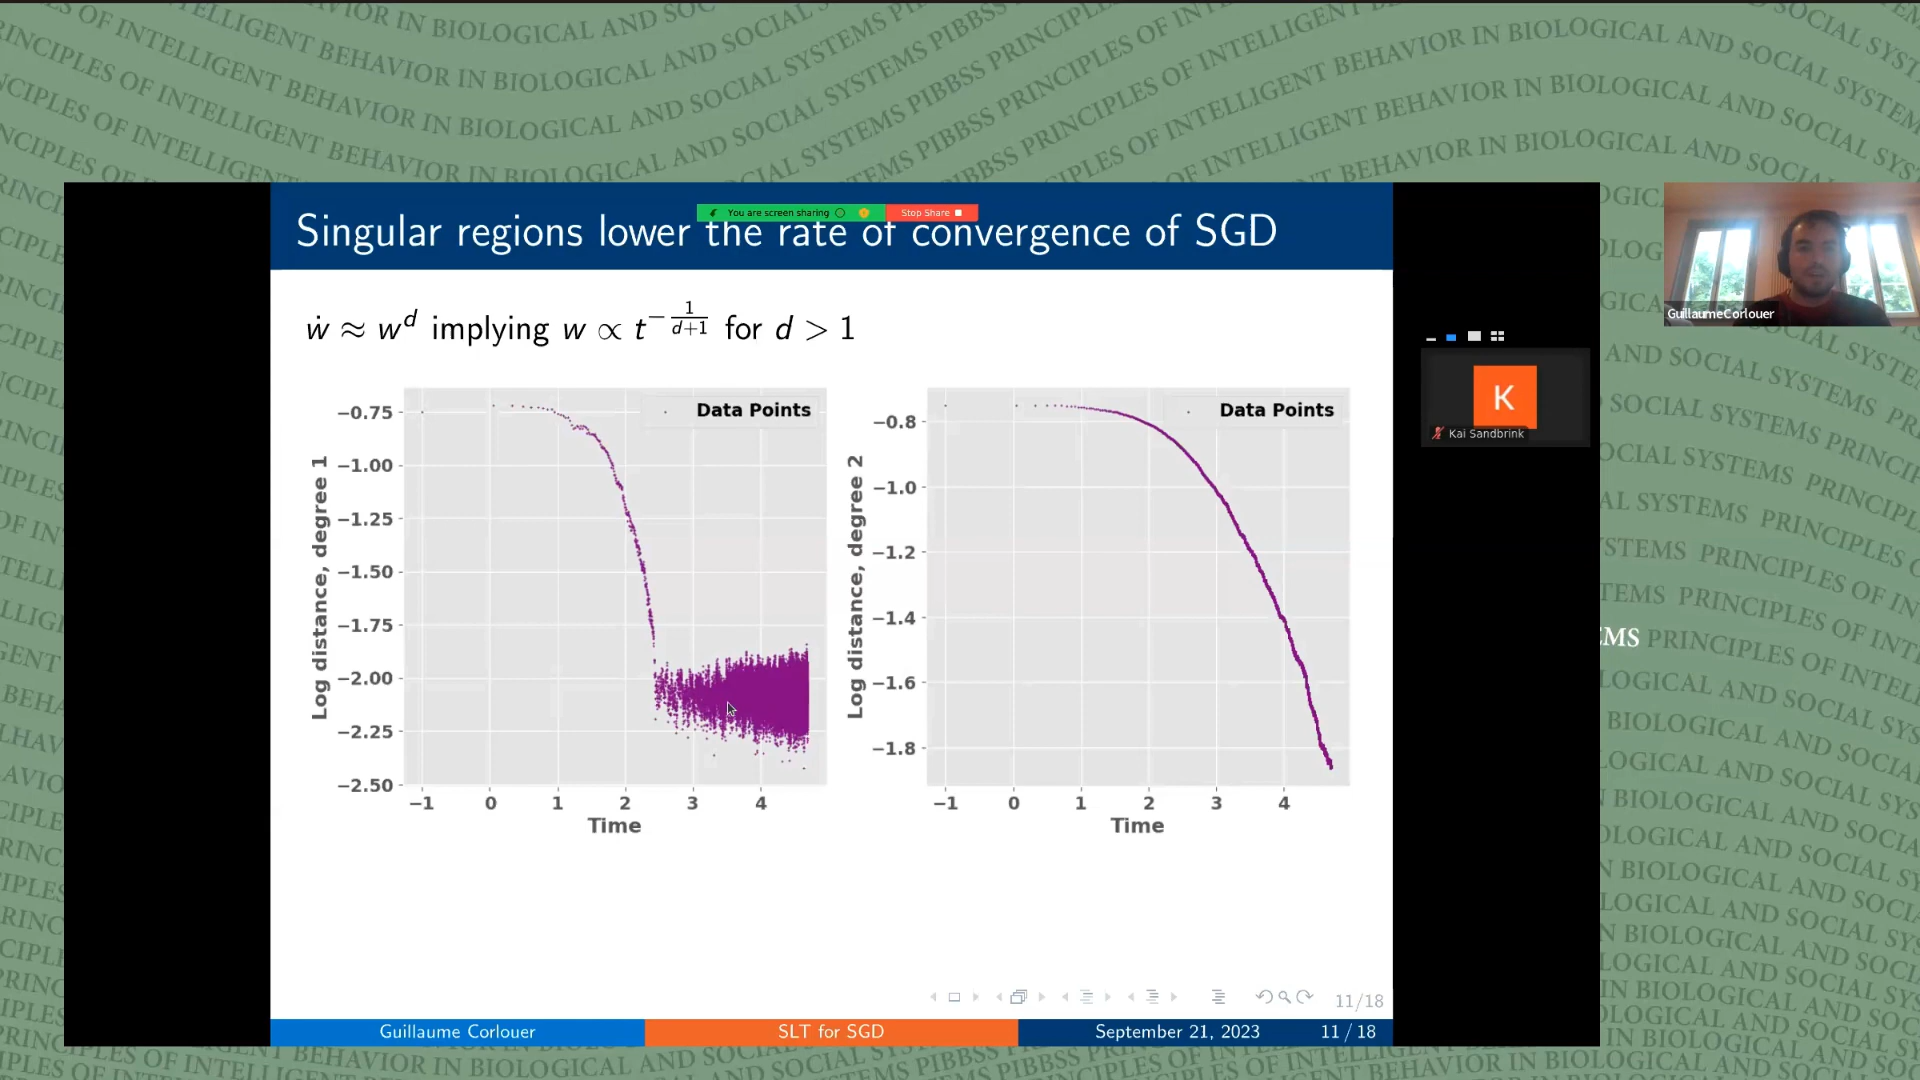 PRINCIPLES OF INTELLIGENT BEHAVIOR IN BIOLOGICAL AND SOCIAL SYSTEMS PIBBSS
Singular regions lower the rate of convergence of SGD
You are screen sharing
Stop Share
ẇ ≈ w^d implying w ∝ t^{-\frac{1}{d+1}} for d > 1
Log distance, degree 1
Data Points
−0.75
−1.00
−1.25
−1.50
−1.75
−2.00
−2.25
−2.50
−1 0 1 2 3 4
Time
Log distance, degree 2
Data Points
−0.8
−1.0
−1.2
−1.4
−1.6
−1.8
−1 0 1 2 3 4
Time
11/18
Guillaume Corlouer SLT for SGD September 21, 2023 11 / 18
GuillaumeCorlouer
K
Kai Sandbrink
EMS